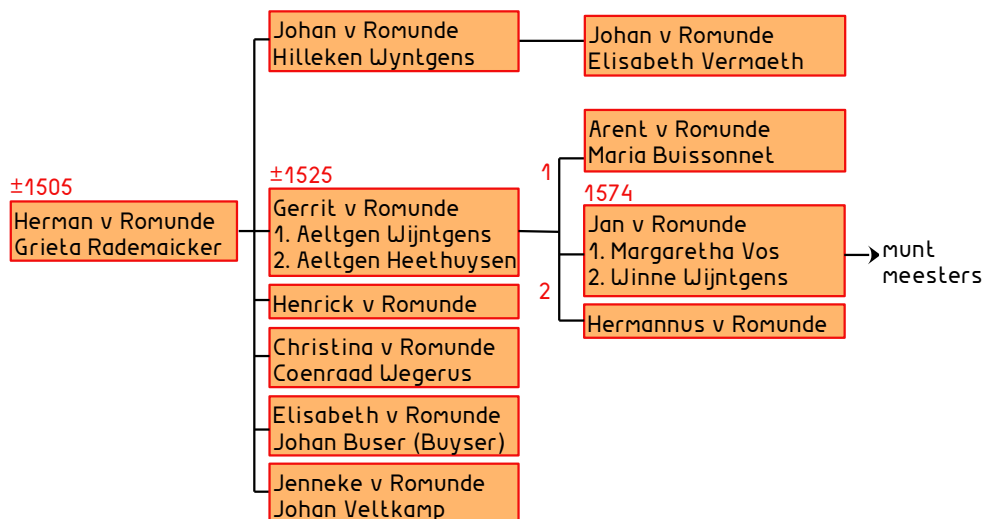 Johan v Romunde
Hilleken Wyntgens
Johan v Romunde
Elisabeth Vermaeth
Arent v Romunde
Maria Buissonnet
1
±1505
Herman v Romunde
Grieta Rademaicker
±1525
Gerrit v Romunde
1. Aeltgen Wijntgens
2. Aeltgen Heethuysen
1574
Jan v Romunde
1. Margaretha Vos
2. Winne Wijntgens
munt
meesters
2
Hermannus v Romunde
Henrick v Romunde
Christina v Romunde
Coenraad Wegerus
Elisabeth v Romunde
Johan Buser (Buyser)
Jenneke v Romunde
Johan Veltkamp